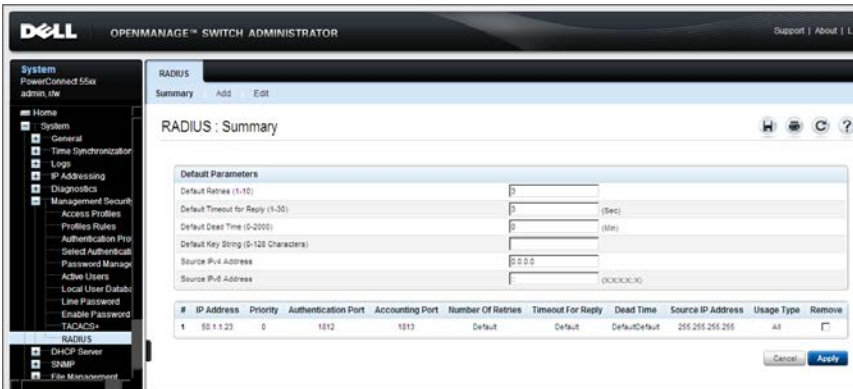 DELL OPENMANAGE™ SWITCH ADMINISTRATOR Support | About | L
System
PowerConnect 55xx
admin, r/w
Home
System
General
Time Synchronization
Logs
IP Addressing
Diagnostics
Management Securit
Access Profiles
Profiles Rules
Authentication Pro
Select Authenticati
Password Manage
Active Users
Local User Databa
Line Password
Enable Password
TACACS+
RADIUS
DHCP Server
SNMP
File Management
RADIUS
Summary Add Edit
RADIUS : Summary
Default Parameters
Default Retries (1-10) 3
Default Timeout for Reply (1-30) 3 (Sec)
Default Dead Time (0-2000) 0 (Min)
Default Key String (0-128 Characters)
Source IPv4 Address 0.0.0.0
Source IPv6 Address :: (X:X:X:X::X)
# IP Address Priority Authentication Port Accounting Port Number Of Retries Timeout For Reply Dead Time Source IP Address Usage Type Remove
1 50.1.1.23 0 1812 1813 Default Default DefaultDefault 255.255.255.255 All
Cancel Apply